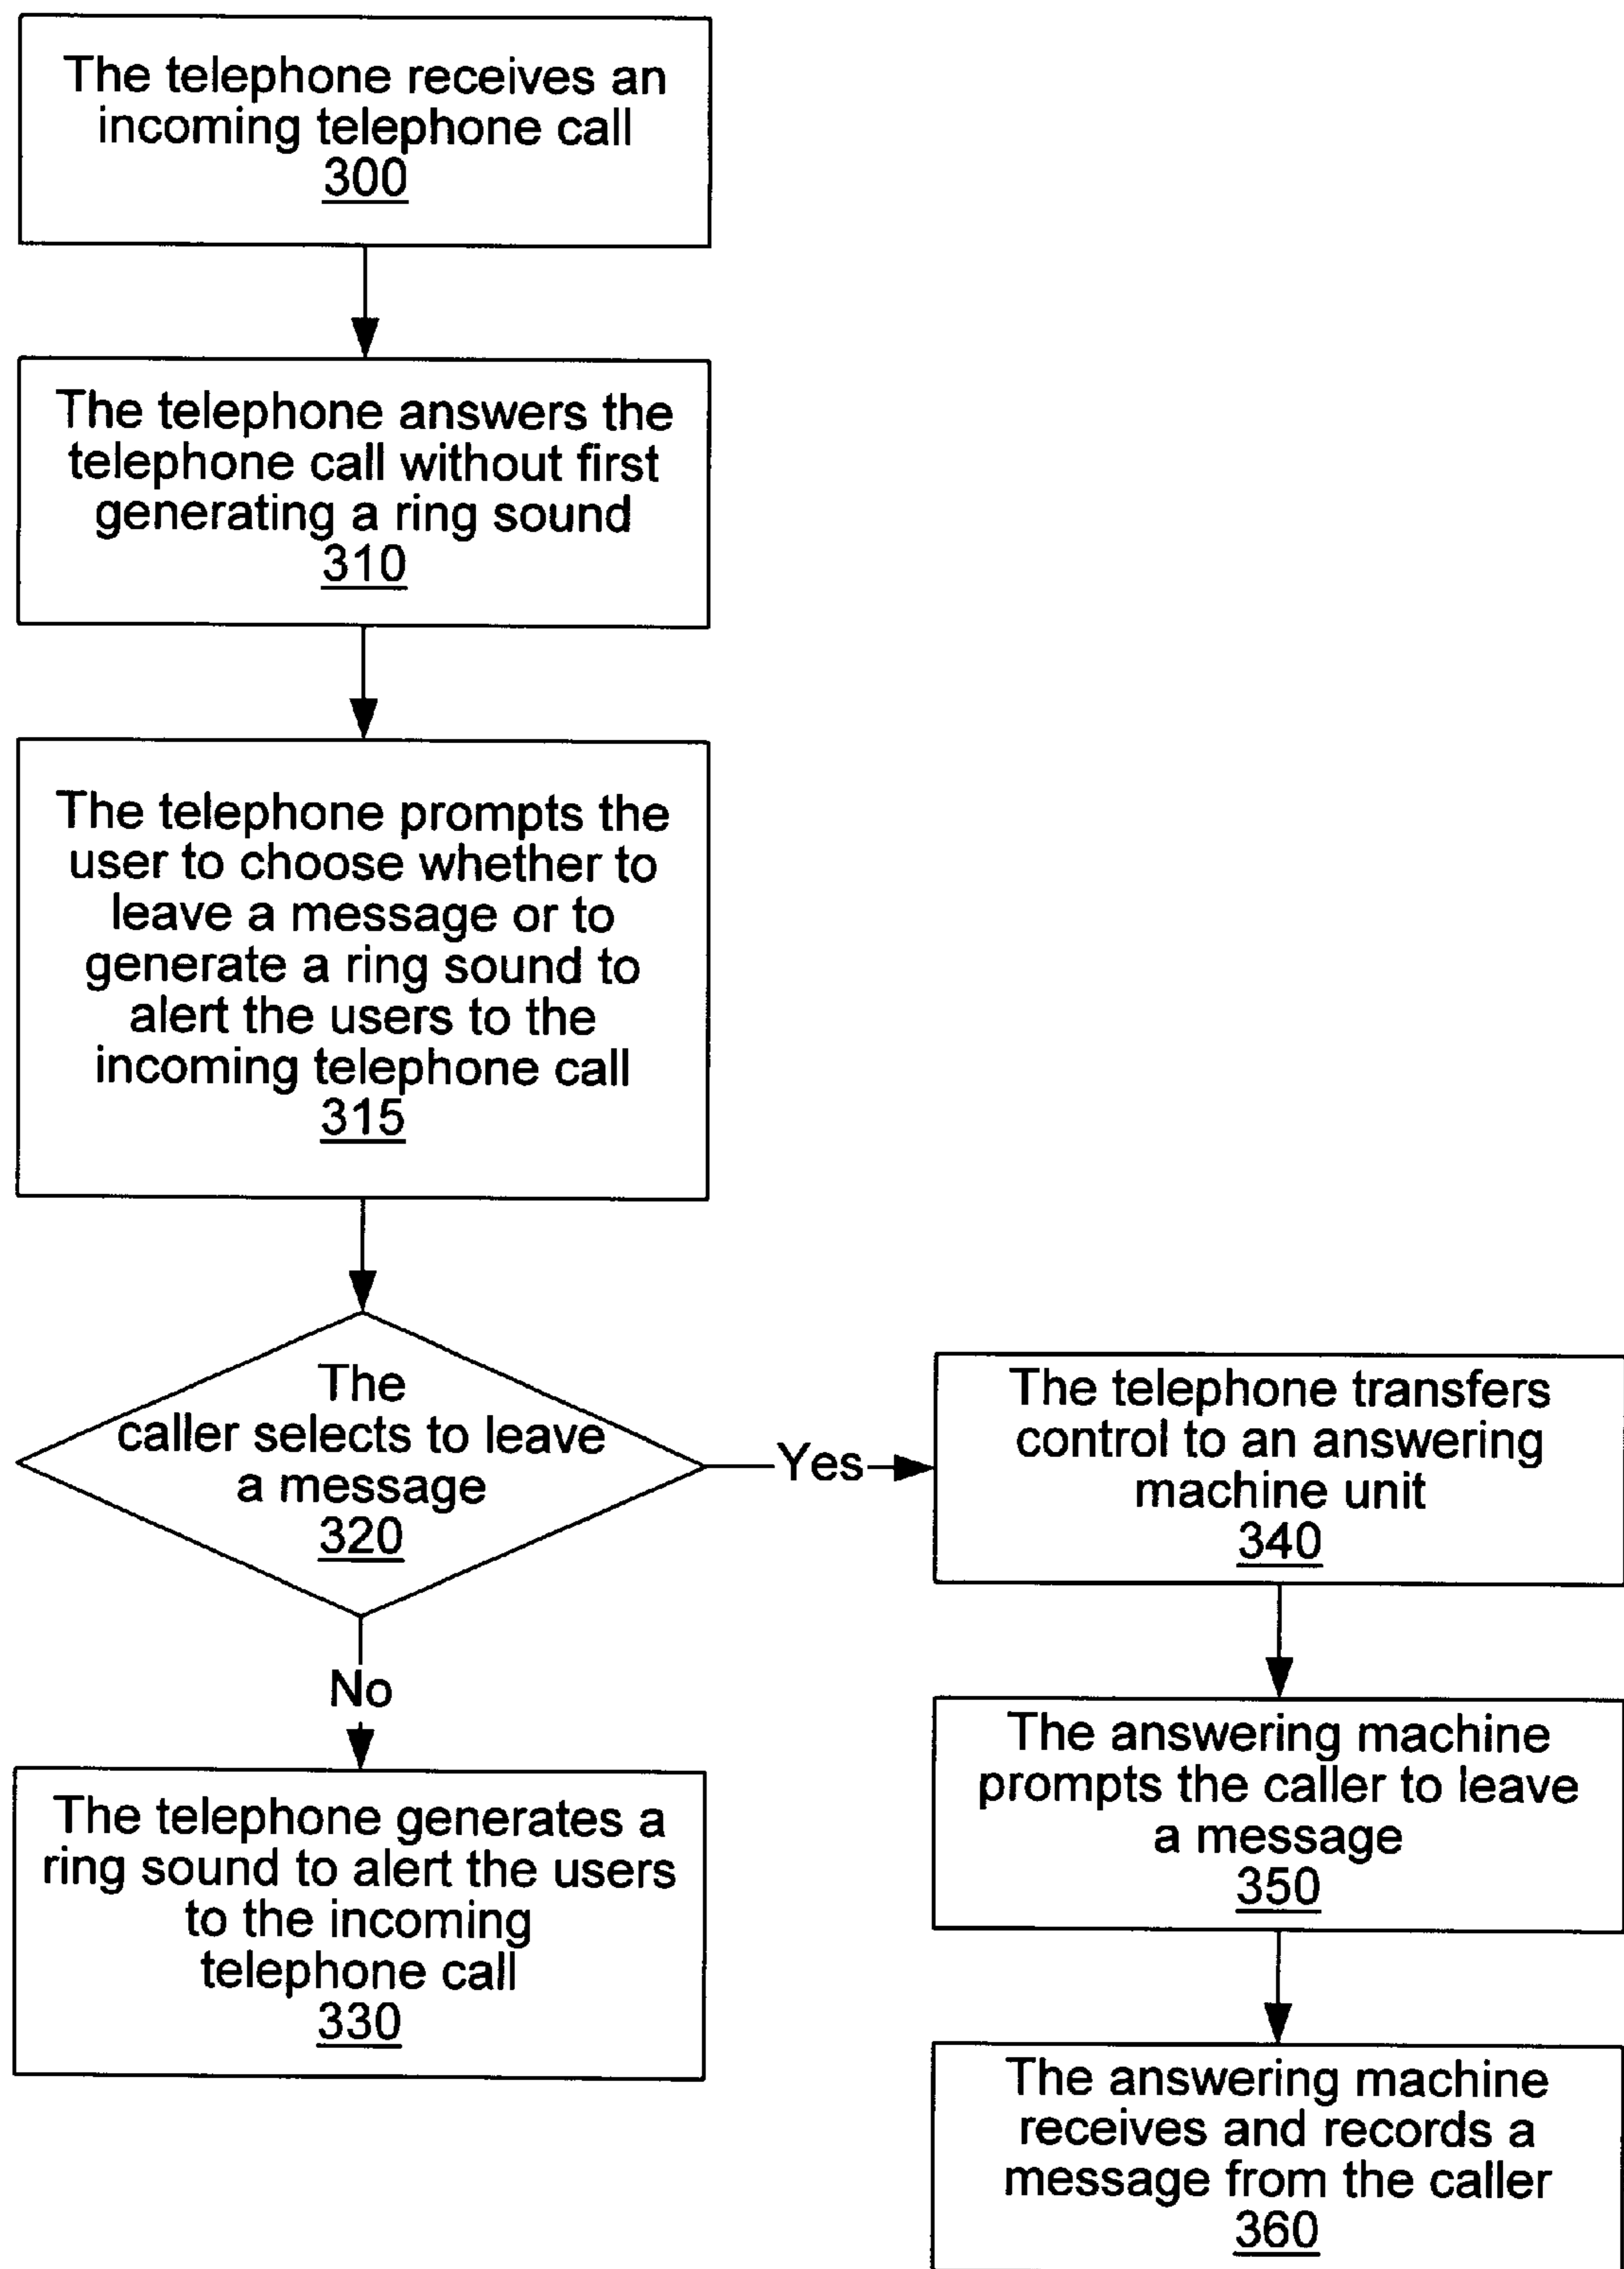 The telephone receives an
incoming telephone call
300
The telephone answers the
telephone call without first
generating a ring sound
310
The telephone prompts the
user to choose whether to
leave a message or to
generate a ring sound to
alert the users to the
incoming telephone call
315
The
caller selects to leave
a message
320
Yes
No
The telephone generates a
ring sound to alert the users
to the incoming
telephone call
330
The telephone transfers
control to an answering
machine unit
340
The answering machine
prompts the caller to leave
a message
350
The answering machine
receives and records a
message from the caller
360